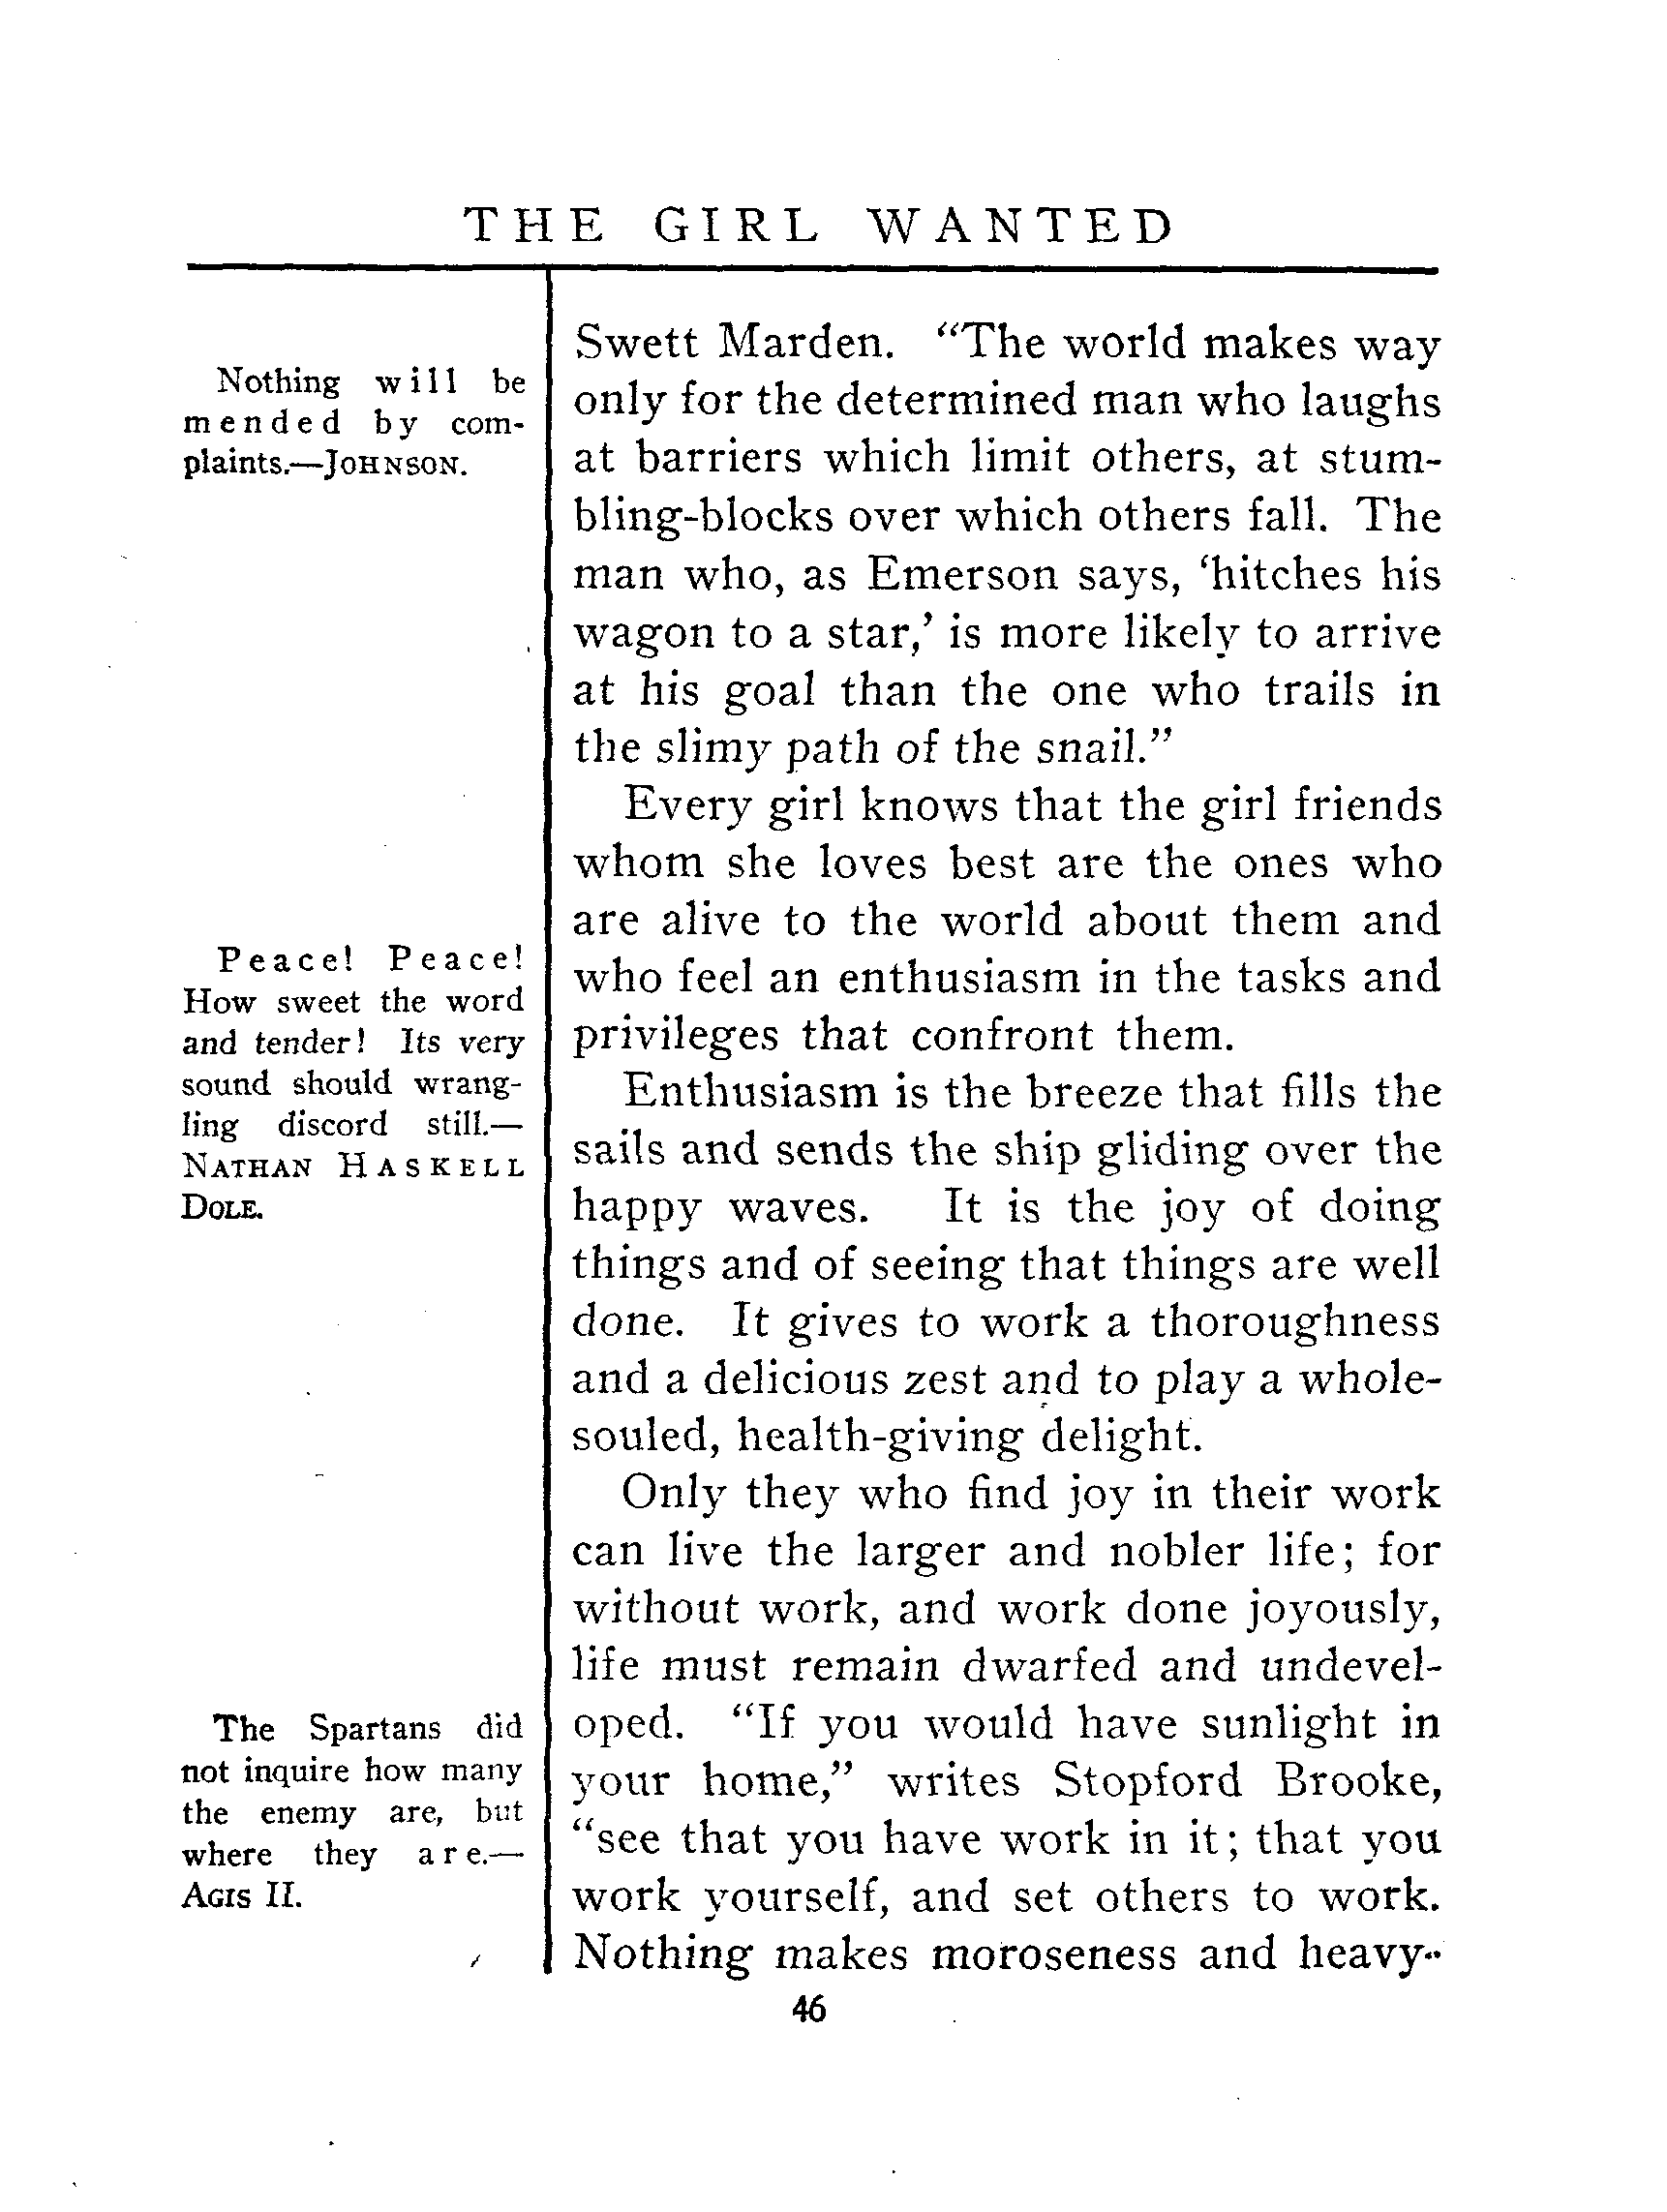 THE GIRL WANTED
Nothing will be
mended by com-
plaints.—JOHNSON.
Peace! Peace!
How sweet the word
and tender! Its very
sound should wrang-
ling discord still.—
NATHAN HASKELL
DOLE.
The Spartans did
not inquire how many
the enemy are, but
where they are.—
AGIS II.
Swett Marden. “The world makes way
only for the determined man who laughs
at barriers which limit others, at stum-
bling-blocks over which others fall. The
man who, as Emerson says, ‘hitches his
wagon to a star,’ is more likely to arrive
at his goal than the one who trails in
the slimy path of the snail.”
Every girl knows that the girl friends
whom she loves best are the ones who
are alive to the world about them and
who feel an enthusiasm in the tasks and
privileges that confront them.
Enthusiasm is the breeze that fills the
sails and sends the ship gliding over the
happy waves. It is the joy of doing
things and of seeing that things are well
done. It gives to work a thoroughness
and a delicious zest and to play a whole-
souled, health-giving delight.
Only they who find joy in their work
can live the larger and nobler life; for
without work, and work done joyously,
life must remain dwarfed and undevel-
oped. “If you would have sunlight in
your home,” writes Stopford Brooke,
“see that you have work in it; that you
work yourself, and set others to work.
Nothing makes moroseness and heavy-
46